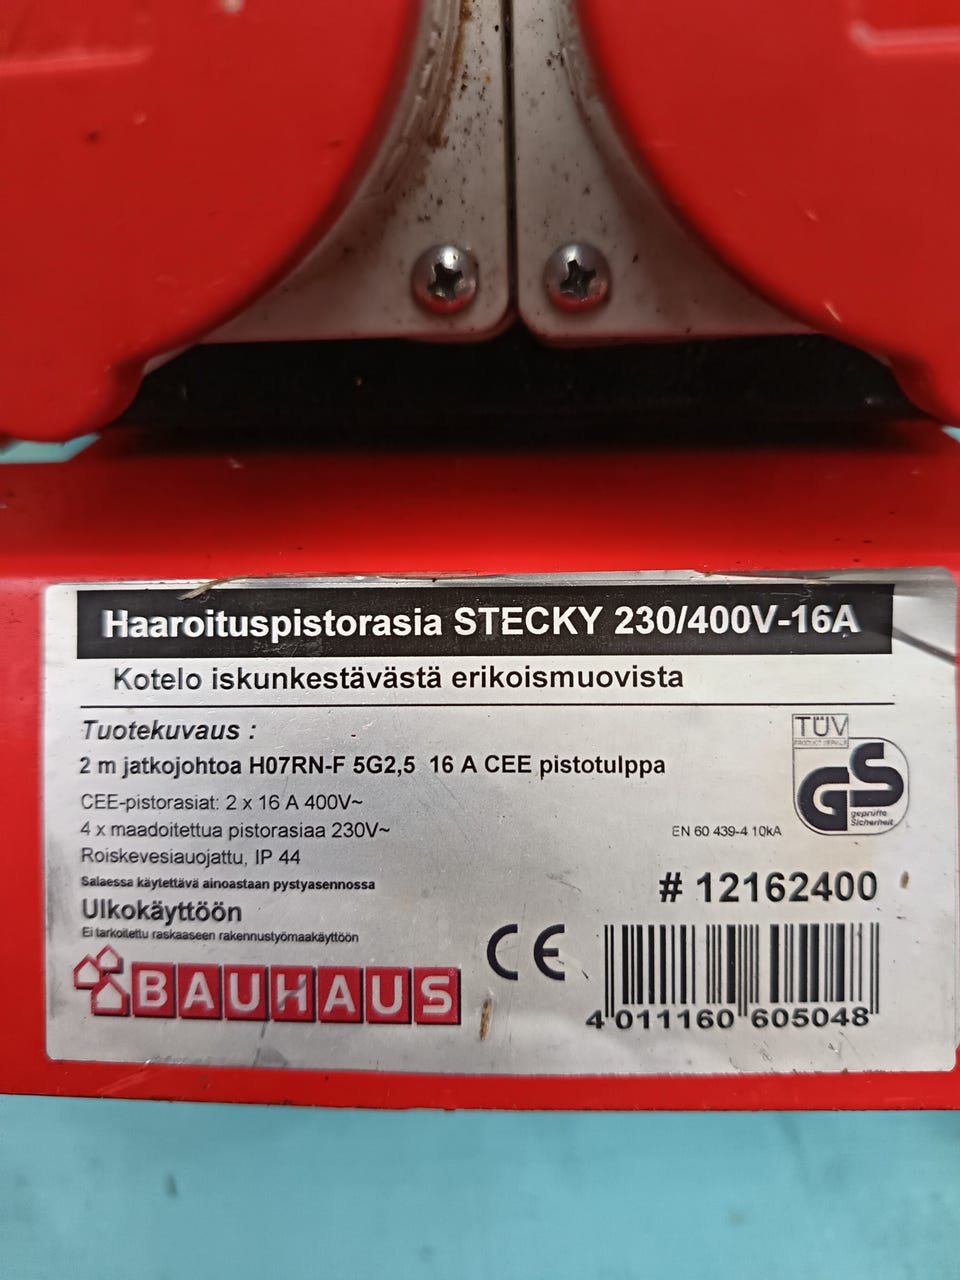 Haaroituspistorasia STECKY 230/400V-16A
Kotelo iskunkestävästä erikoismuovista
Tuotekuvaus :
2 m jatkojohtoa H07RN-F 5G2,5 16 A CEE pistotulppa
CEE-pistorasiat: 2 x 16 A 400V~
4 x maadoitettua pistorasiaa 230V~
Roiskevesiauojattu, IP 44
Salaessa käytettävä ainoastaan pystyasennossa
Ulkokäyttöön
Ei tarkoitettu raskaaseen rakennustyömaakäyttöön
BAUHAUS
TÜV
PRODUCT SERVICE
GS
geprüfte
Sicherheit
EN 60 439-4 10kA
# 12162400
CE
4 011160 605048